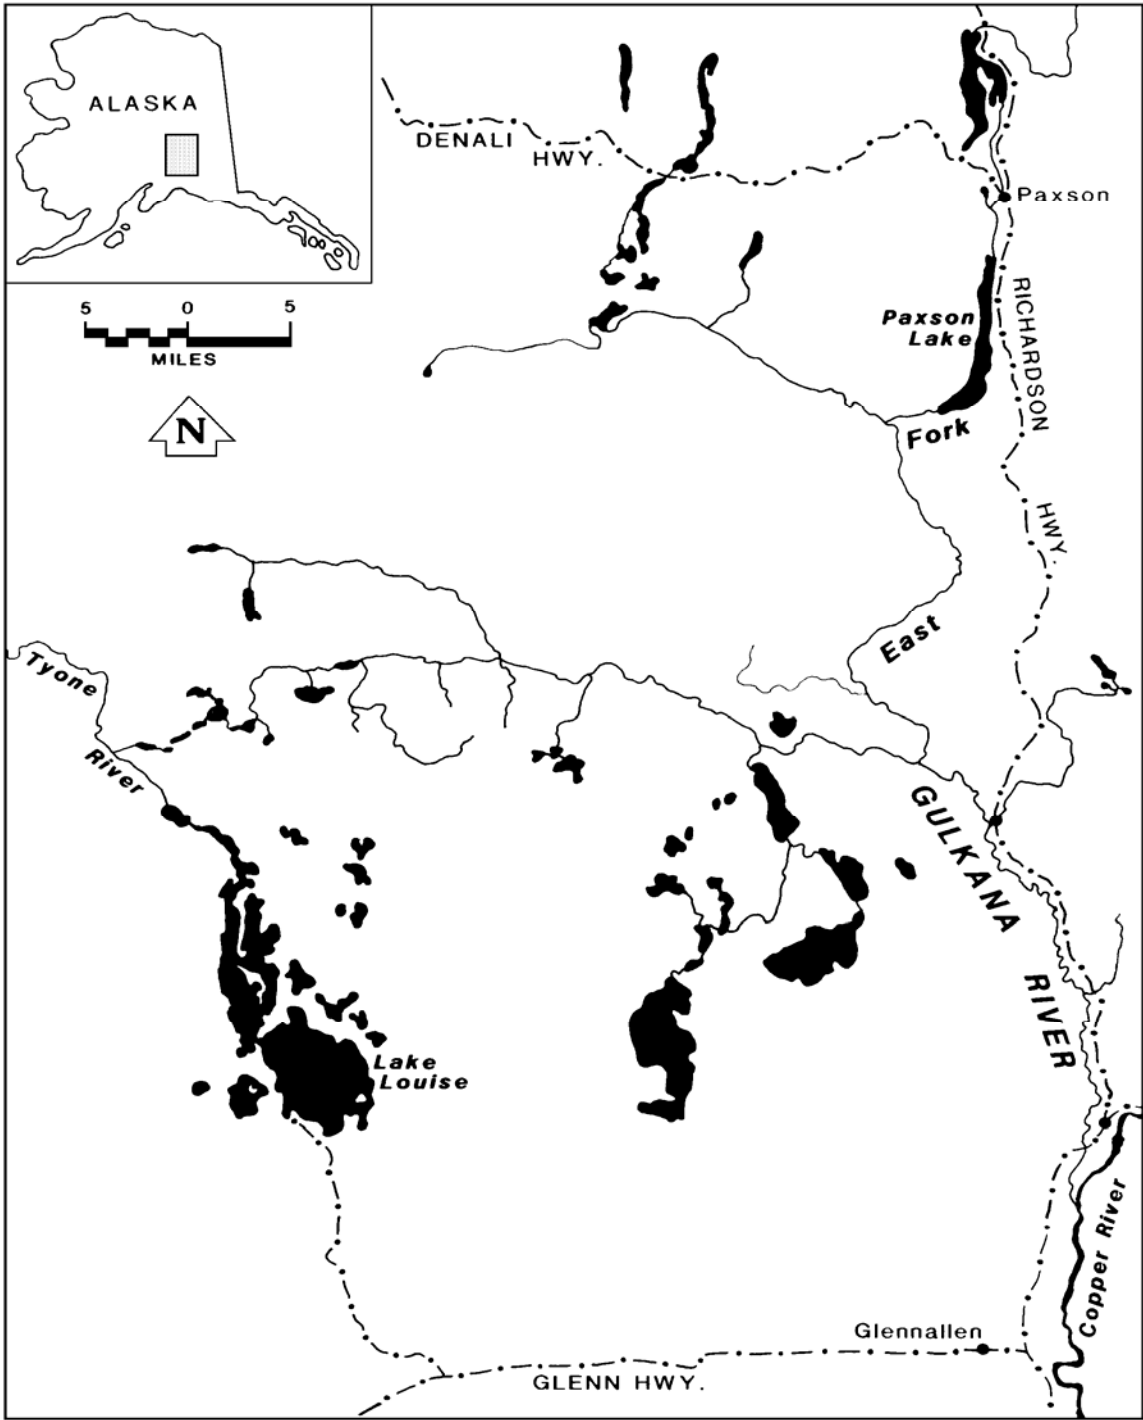 ALASKA
DENALI
HWY.
Paxson
5 0 5
MILES
N
Paxson
Lake
RICHARDSON
HWY.
Fork
East
Tyone
River
GULKANA
RIVER
Lake
Louise
Copper River
Glennallen
GLENN HWY.